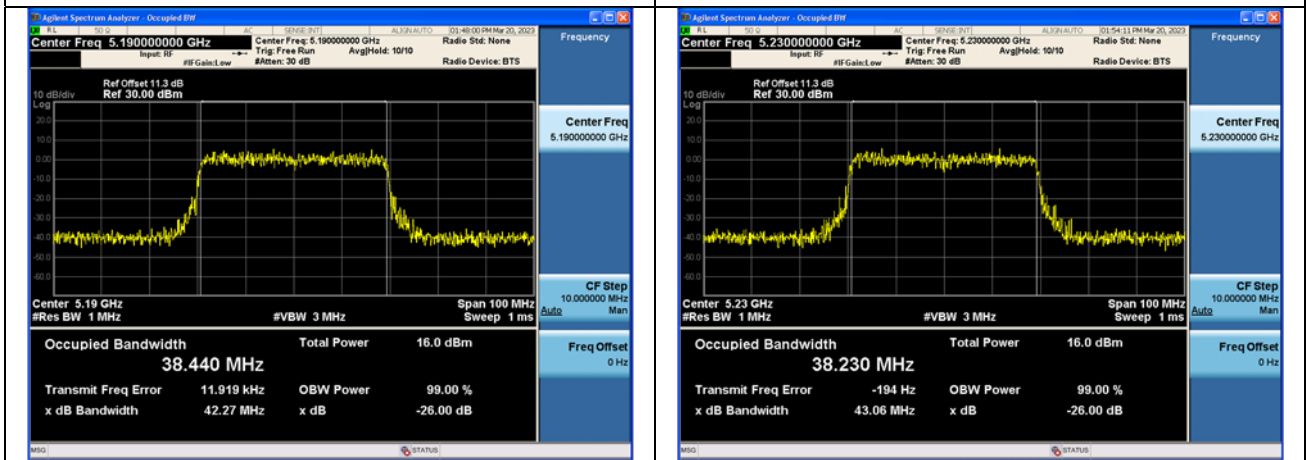 Agilent Spectrum Analyzer - Occupied BW
RL 50 Ω AC SENSE:INT ALIGN AUTO 01:48:00 PM Mar 20, 2023
Center Freq 5.190000000 GHz
Center Freq: 5.190000000 GHz
Radio Std: None
Input: RF
Trig: Free Run Avg|Hold: 10/10
#IFGain:Low
#Atten: 30 dB
Radio Device: BTS
Ref Offset 11.3 dB
10 dB/div Ref 30.00 dBm
Log
20.0
10.0
0.00
-10.0
-20.0
-30.0
-40.0
-50.0
-60.0
Center 5.19 GHz Span 100 MHz
#Res BW 1 MHz #VBW 3 MHz Sweep 1 ms
Occupied Bandwidth Total Power 16.0 dBm
38.440 MHz
Transmit Freq Error 11.919 kHz OBW Power 99.00 %
x dB Bandwidth 42.27 MHz x dB -26.00 dB
MSG STATUS
Frequency
Center Freq
5.190000000 GHz
CF Step
10.000000 MHz
Auto Man
Freq Offset
0 Hz
Agilent Spectrum Analyzer - Occupied BW
RL 50 Ω AC SENSE:INT ALIGN AUTO 01:54:11 PM Mar 20, 2023
Center Freq 5.230000000 GHz
Center Freq: 5.230000000 GHz
Radio Std: None
Input: RF
Trig: Free Run Avg|Hold: 10/10
#IFGain:Low
#Atten: 30 dB
Radio Device: BTS
Ref Offset 11.3 dB
10 dB/div Ref 30.00 dBm
Log
20.0
10.0
0.00
-10.0
-20.0
-30.0
-40.0
-50.0
-60.0
Center 5.23 GHz Span 100 MHz
#Res BW 1 MHz #VBW 3 MHz Sweep 1 ms
Occupied Bandwidth Total Power 16.0 dBm
38.230 MHz
Transmit Freq Error -194 Hz OBW Power 99.00 %
x dB Bandwidth 43.06 MHz x dB -26.00 dB
MSG STATUS
Frequency
Center Freq
5.230000000 GHz
CF Step
10.000000 MHz
Auto Man
Freq Offset
0 Hz